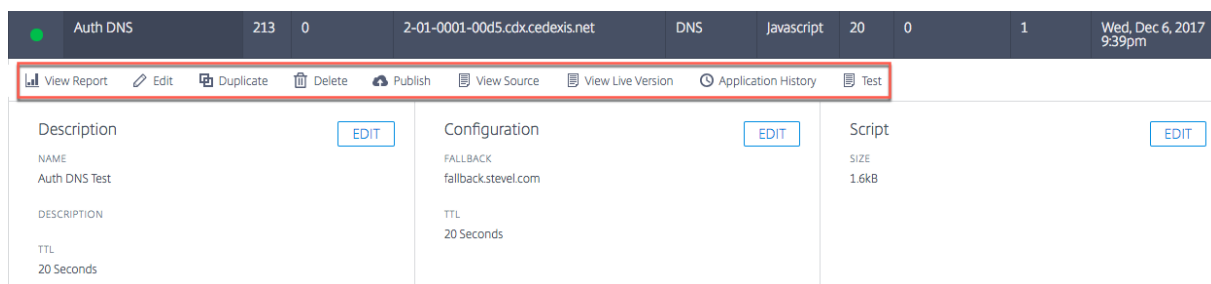 Auth DNS 213 0 2-01-0001-00d5.cdx.cedexis.net DNS Javascript 20 0 1 Wed, Dec 6, 2017
9:39pm
View Report Edit Duplicate Delete Publish View Source View Live Version Application History Test
Description EDIT Configuration EDIT Script EDIT
NAME FALLBACK SIZE
Auth DNS Test fallback.stevel.com 1.6kB
DESCRIPTION TTL
20 Seconds
TTL
20 Seconds